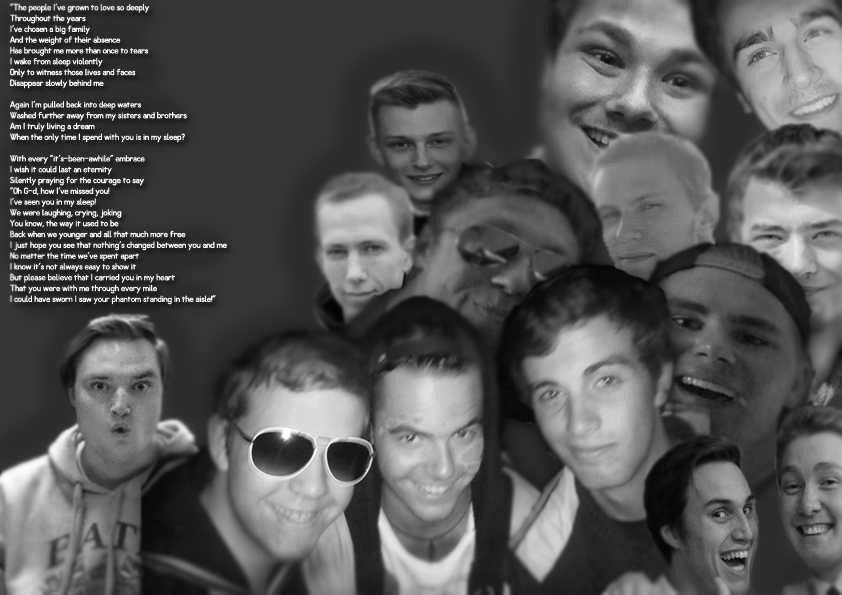 "The people I've grown to love so deeply
Throughout the years
I've chosen a big family
And the weight of their absence
Has brought me more than once to tears
I wake from sleep violently
Only to witness those lives and faces
Disappear slowly behind me
Again I'm pulled back into deep waters
Washed further away from my sisters and brothers
Am I truly living a dream
When the only time I spend with you is in my sleep?
With every "it's-been-awhile" embrace
I wish it could last an eternity
Silently praying for the courage to say
"Oh G-d, how I've missed you!
I've seen you in my sleep!
We were laughing, crying, joking
You know, the way it used to be
Back when we younger and all that much more free
I just hope you see that nothing's changed between you and me
No matter the time we've spent apart
I know it's not always easy to show it
But please believe that I carried you in my heart
That you were with me through every mile
I could have sworn I saw your phantom standing in the aisle!"
EAT